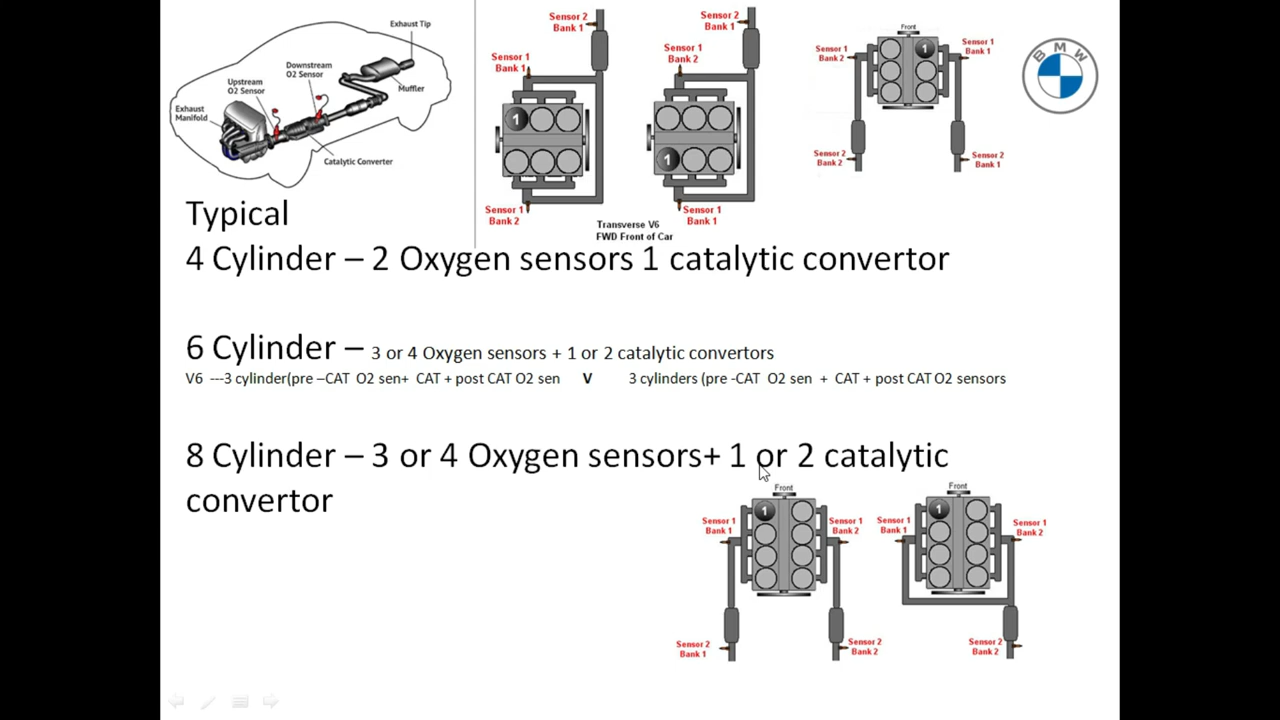 Exhaust Tip
Downstream
O2 Sensor
Upstream
O2 Sensor
Muffler
Exhaust
Manifold
Catalytic Converter
Sensor 2
Bank 1
Sensor 1
Bank 1
1
Sensor 1
Bank 2
Sensor 2
Bank 1
Sensor 1
Bank 2
1
Sensor 1
Bank 1
Transverse V6
FWD Front of Car
Front
Sensor 1
Bank 2
1
Sensor 1
Bank 1
Sensor 2
Bank 2
Sensor 2
Bank 1
BMW
Typical
4 Cylinder – 2 Oxygen sensors 1 catalytic convertor
6 Cylinder – 3 or 4 Oxygen sensors + 1 or 2 catalytic convertors
V6 ---3 cylinder(pre –CAT O2 sen+ CAT + post CAT O2 sen V 3 cylinders (pre -CAT O2 sen + CAT + post CAT O2 sensors
8 Cylinder – 3 or 4 Oxygen sensors+ 1 or 2 catalytic
convertor
Front
1
Sensor 1
Bank 1
Sensor 1
Bank 2
Sensor 2
Bank 1
Sensor 2
Bank 2
Front
1
Sensor 1
Bank 1
Sensor 1
Bank 2
Sensor 2
Bank 2